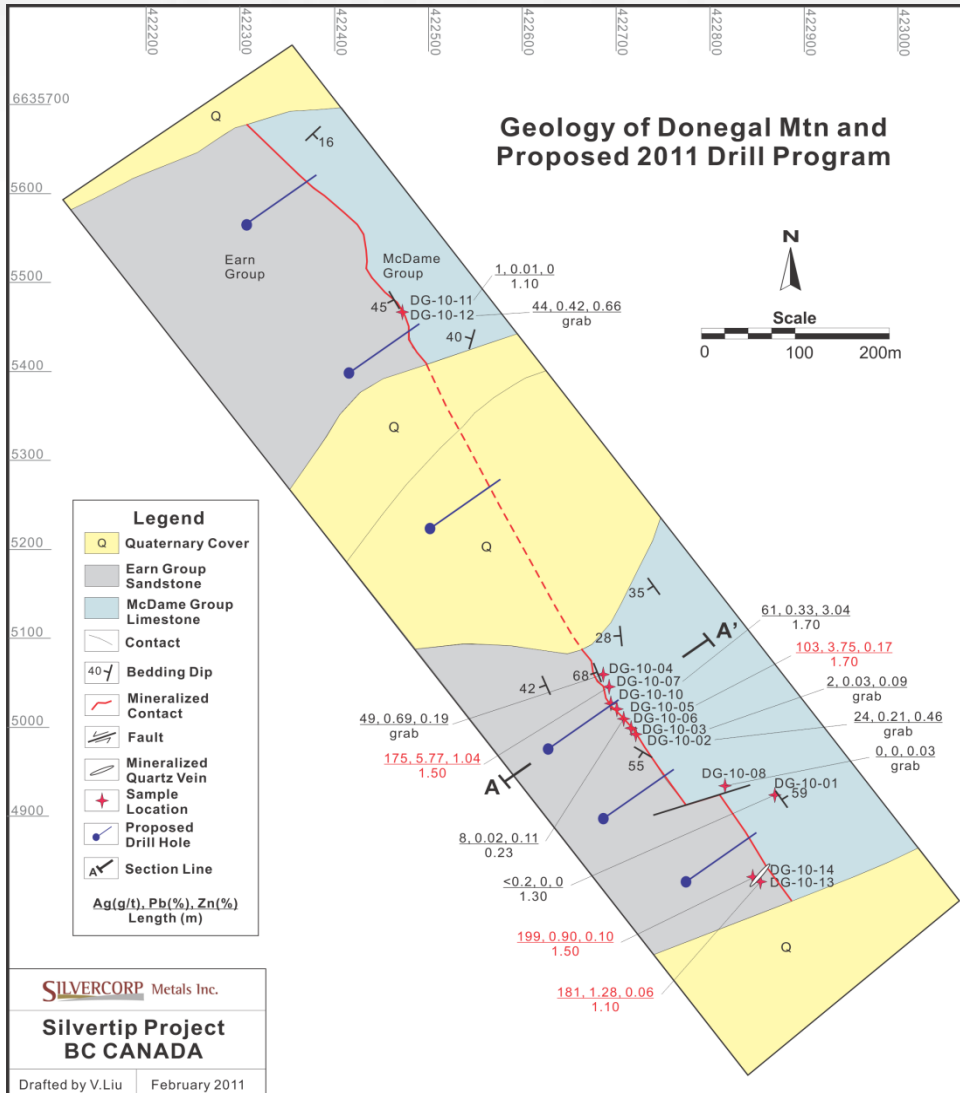 422200
422300
422400
422500
422600
422700
422800
422900
423000
6635700
5600
5500
5400
5300
5200
5100
5000
4900
Geology of Donegal Mtn and
Proposed 2011 Drill Program
N
Scale
0 100 200m
Q
16
Earn
Group
McDame
Group
45
DG-10-11
DG-10-12
1, 0.01, 0
1.10
44, 0.42, 0.66
grab
40
Q
Q
35
28
A'
61, 0.33, 3.04
1.70
103, 3.75, 0.17
1.70
2, 0.03, 0.09
grab
24, 0.21, 0.46
0, 0, 0.03
grab
68
42
DG-10-04
DG-10-07
DG-10-10
DG-10-05
DG-10-06
DG-10-03
DG-10-02
49, 0.69, 0.19
grab
175, 5.77, 1.04
1.50
A
55
DG-10-08
DG-10-01
59
8, 0.02, 0.11
0.23
<0.2, 0, 0
1.30
DG-10-14
DG-10-13
199, 0.90, 0.10
1.50
181, 1.28, 0.06
1.10
Q
Legend
Q Quaternary Cover
Earn Group
Sandstone
McDame Group
Limestone
Contact
40 Bedding Dip
Mineralized
Contact
Fault
Mineralized
Quartz Vein
Sample
Location
Proposed
Drill Hole
A Section Line
Ag(g/t), Pb(%), Zn(%)
Length (m)
SILVERCORP Metals Inc.
Silvertip Project
BC CANADA
Drafted by V.Liu February 2011